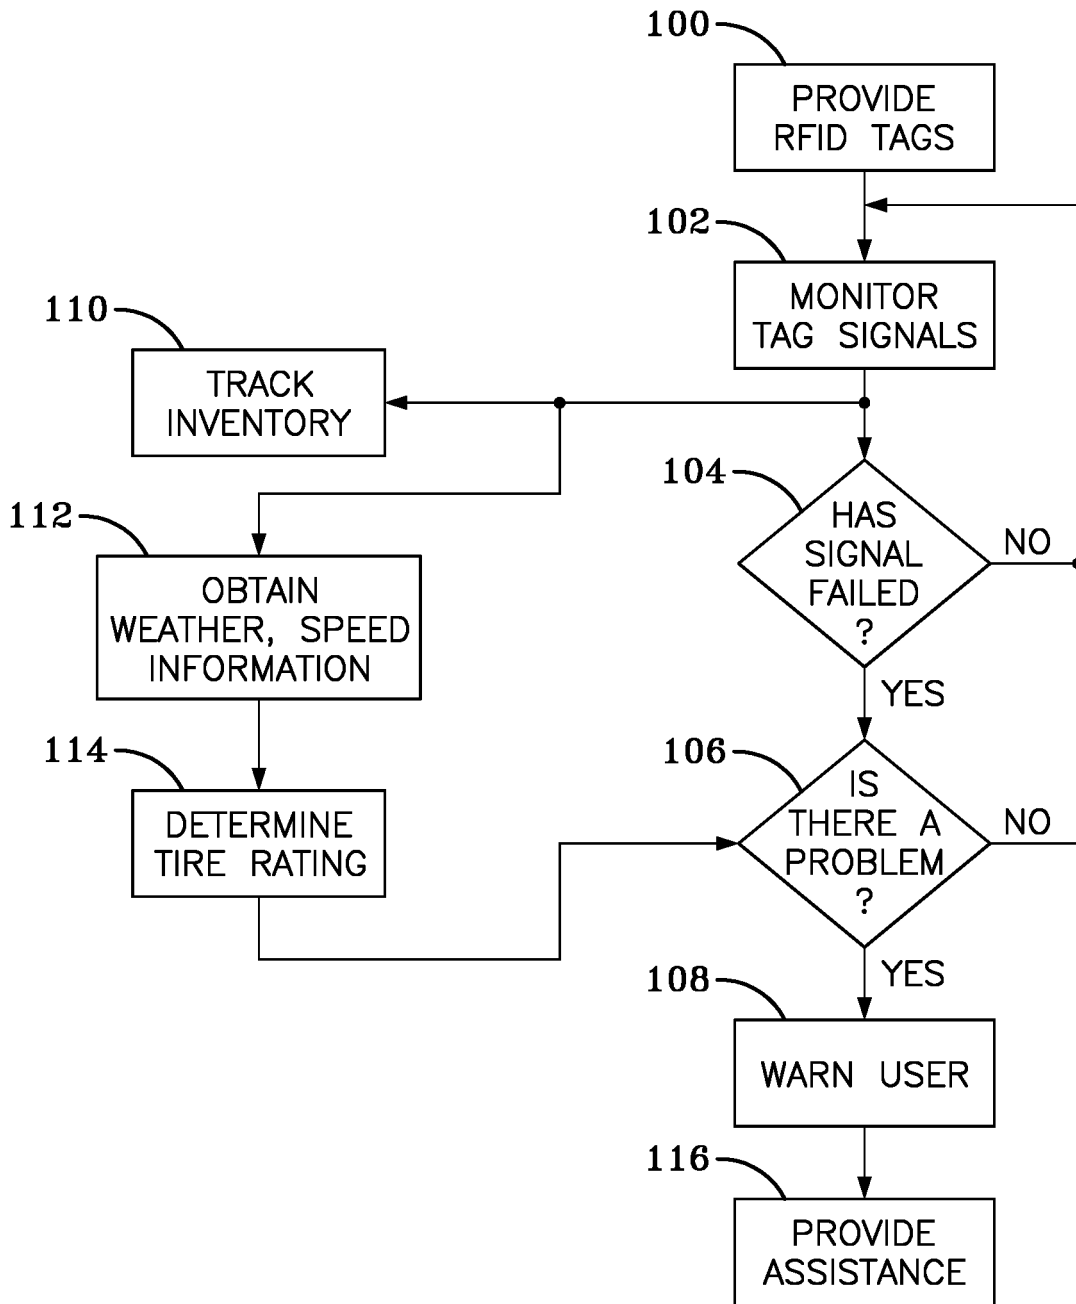 100
PROVIDE
RFID TAGS
102
MONITOR
TAG SIGNALS
110
TRACK
INVENTORY
104
HAS
SIGNAL
FAILED
?
NO
YES
112
OBTAIN
WEATHER, SPEED
INFORMATION
114
DETERMINE
TIRE RATING
106
IS
THERE A
PROBLEM
?
NO
YES
108
WARN USER
116
PROVIDE
ASSISTANCE